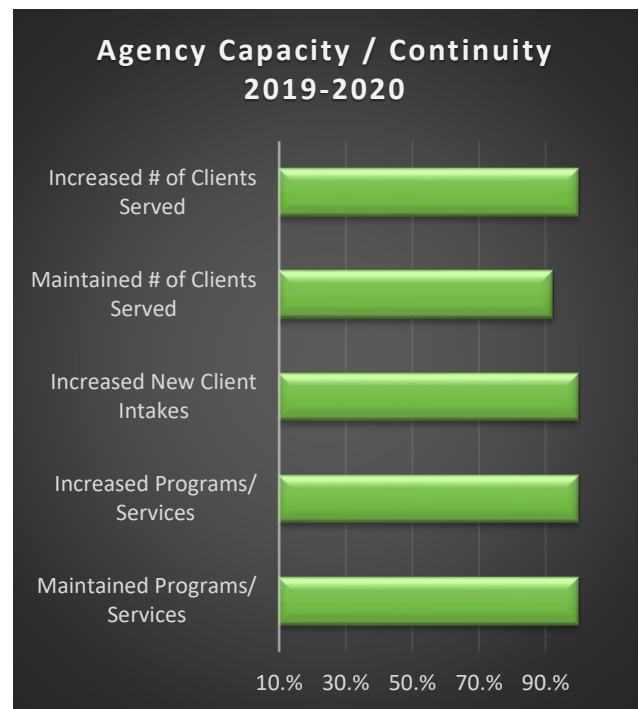 Agency Capacity / Continuity
2019-2020
Increased # of Clients
Served
Maintained # of Clients
Served
Increased New Client
Intakes
Increased Programs/
Services
Maintained Programs/
Services
10.% 30.% 50.% 70.% 90.%